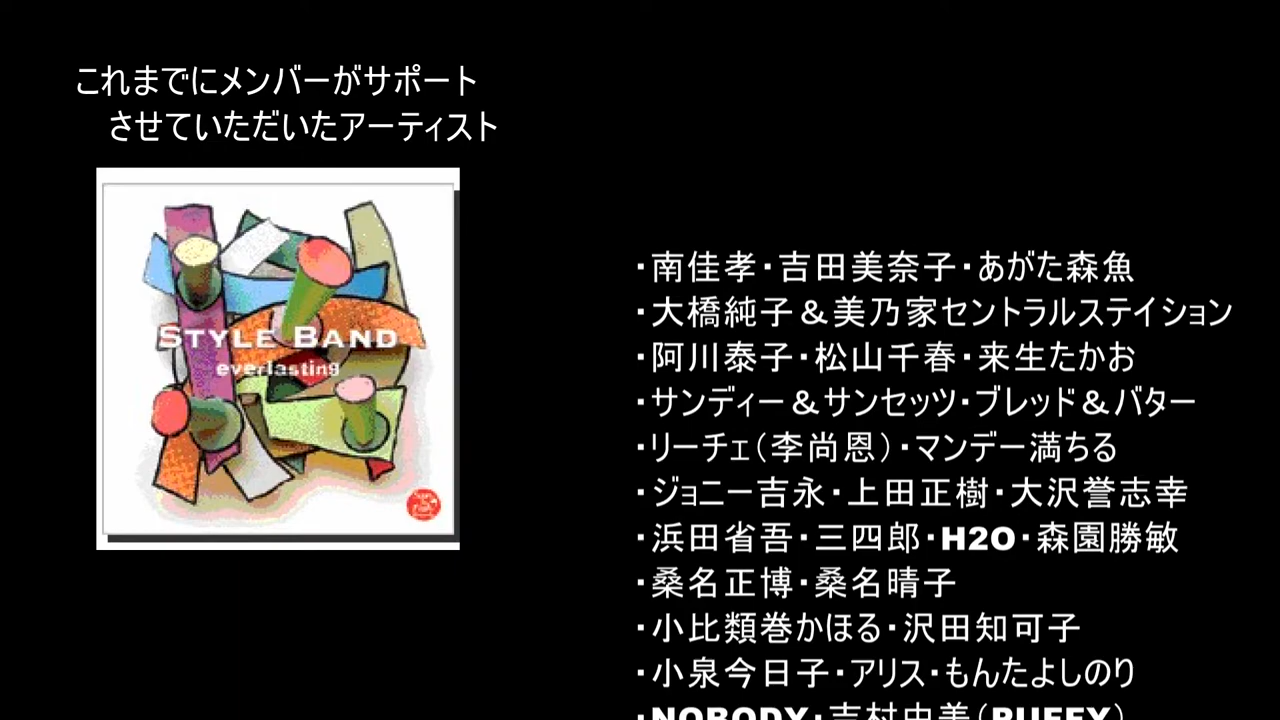 これまでにメンバーがサポート
させていただいたアーティスト
STYLE BAND
everlasting
・南佳孝・吉田美奈子・あがた森魚
・大橋純子＆美乃家セントラルステイション
・阿川泰子・松山千春・来生たかお
・サンディー＆サンセッツ・ブレッド＆バター
・リーチェ（李尚恩）・マンデー満ちる
・ジョニー吉永・上田正樹・大沢誉志幸
・浜田省吾・三四郎・H2O・森園勝敏
・桑名正博・桑名晴子
・小比類巻かほる・沢田知可子
・小泉今日子・アリス・もんたよしのり
・NOBODY・吉村由美（PUFFY）